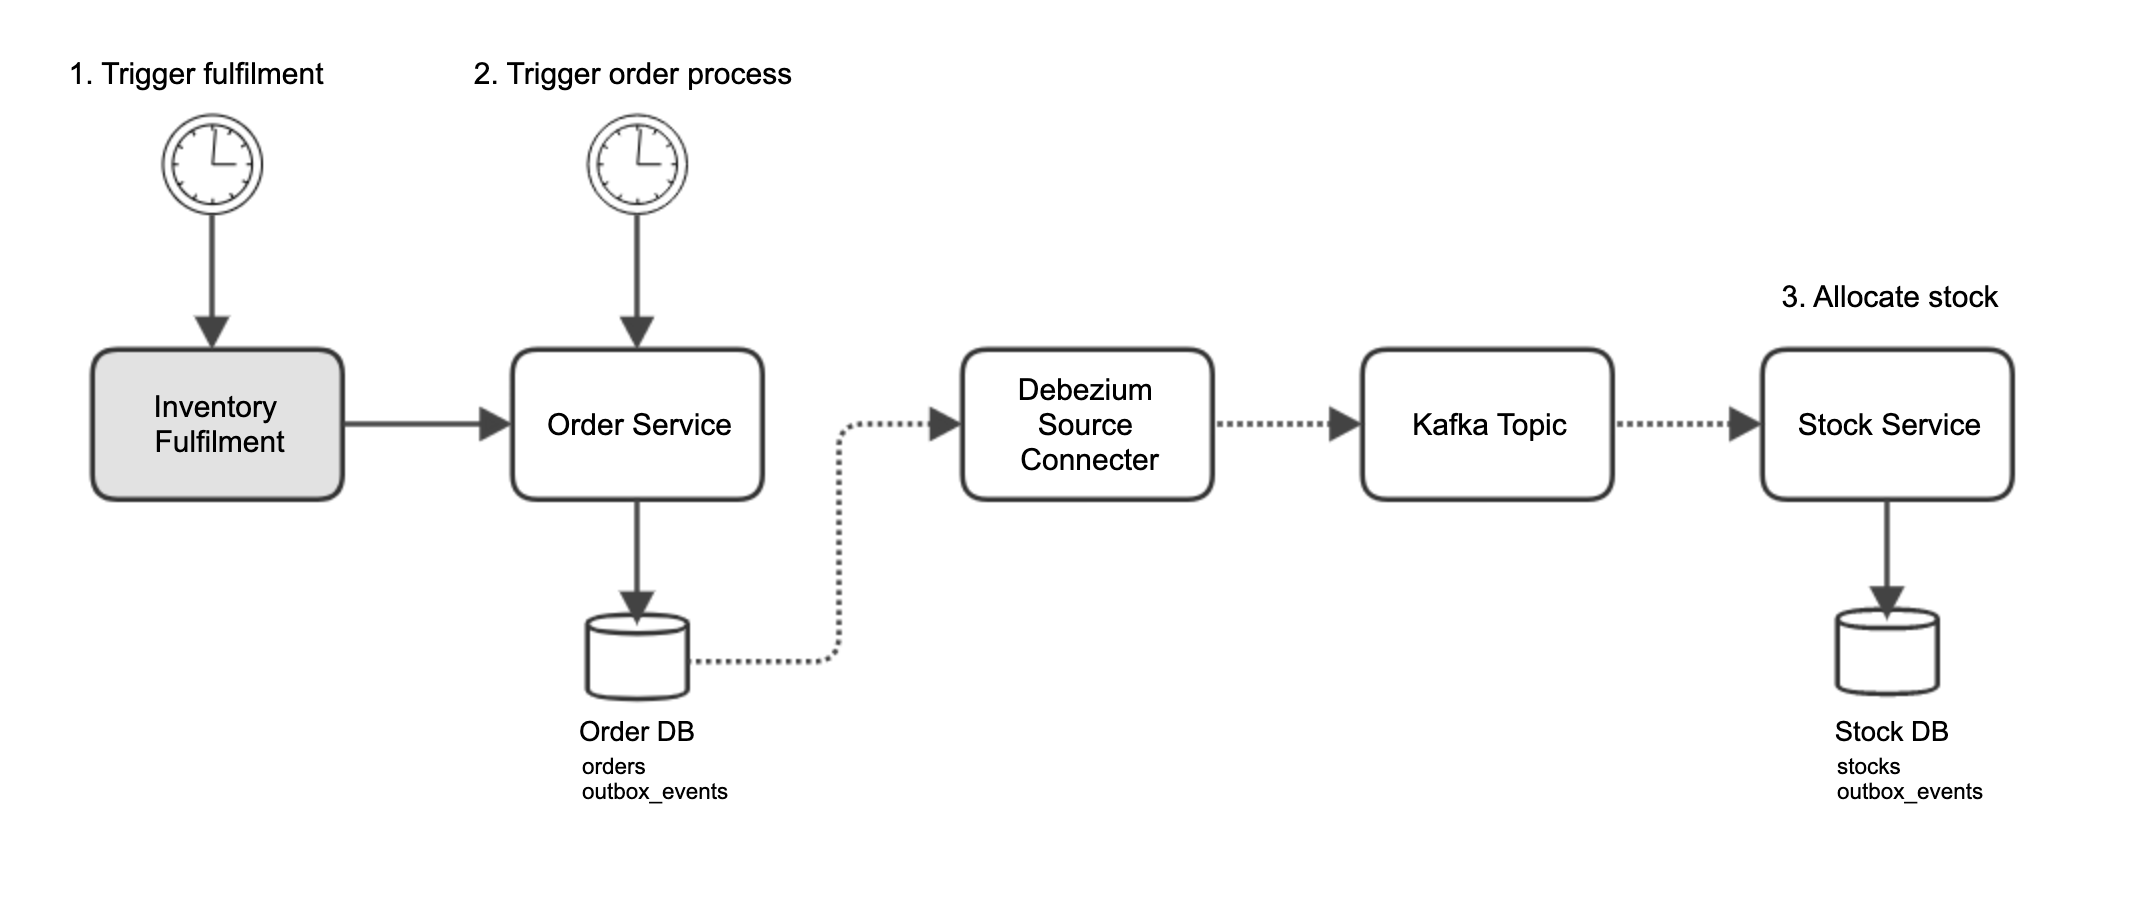 1. Trigger fulfilment
2. Trigger order process
3. Allocate stock
Inventory
Fulfilment
Order Service
Debezium
Source
Connecter
Kafka Topic
Stock Service
Order DB
orders
outbox_events
Stock DB
stocks
outbox_events